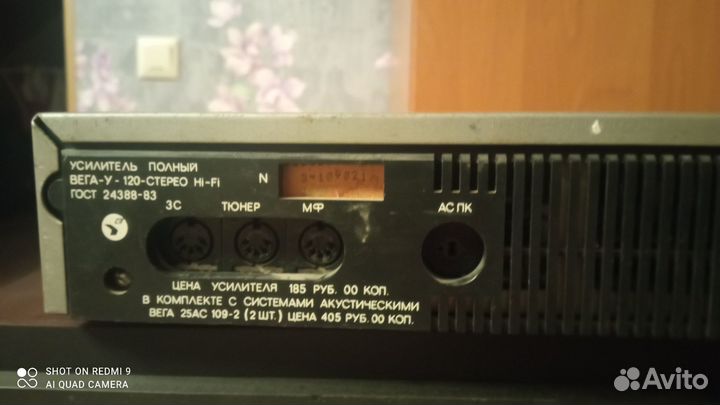 УСИЛИТЕЛЬ ПОЛНЫЙ
ВЕГА-У-120-СТЕРЕО Hi-Fi
ГОСТ 24388-83
N
ЗС ТЮНЕР МФ АС ПК
ЦЕНА УСИЛИТЕЛЯ 185 РУБ. 00 КОП.
В КОМПЛЕКТЕ С СИСТЕМАМИ АКУСТИЧЕСКИМИ
ВЕГА 25АС 109-2 (2 ШТ.) ЦЕНА 405 РУБ. 00 КОП.
SHOT ON REDMI 9
AI QUAD CAMERA
Avito